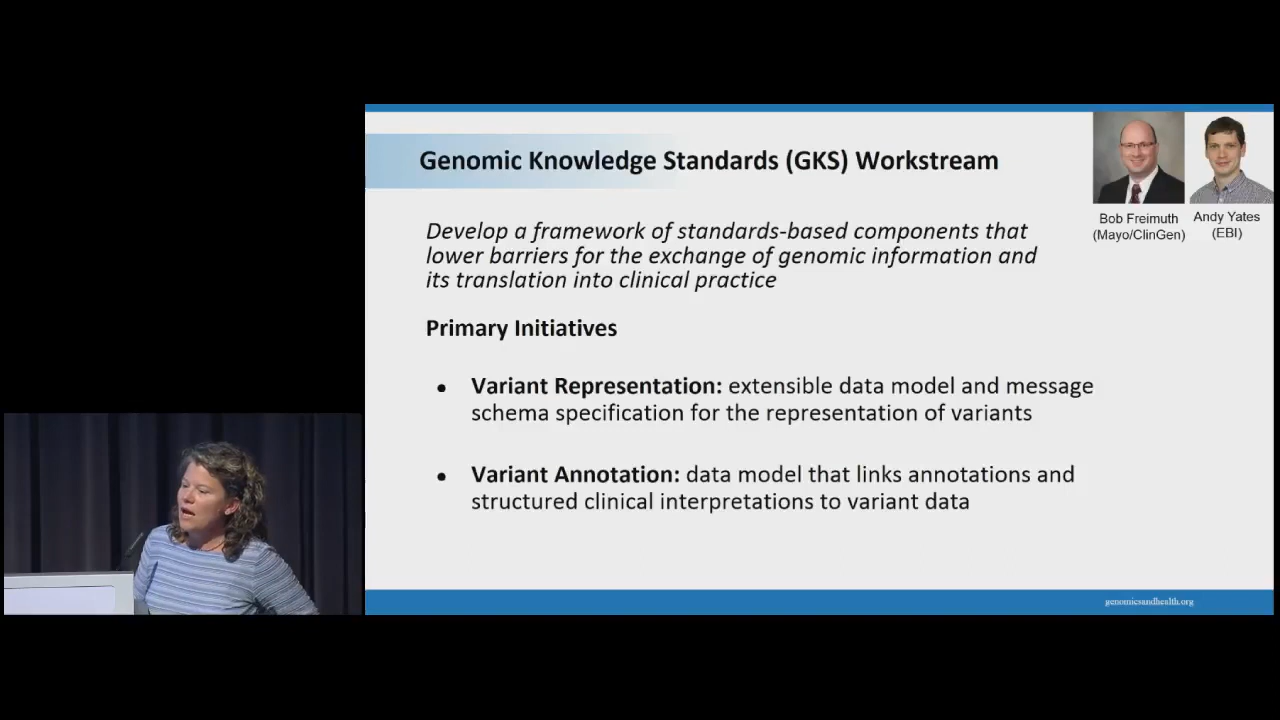 Genomic Knowledge Standards (GKS) Workstream
Develop a framework of standards-based components that
lower barriers for the exchange of genomic information and
its translation into clinical practice
Primary Initiatives
● Variant Representation: extensible data model and message
schema specification for the representation of variants
● Variant Annotation: data model that links annotations and
structured clinical interpretations to variant data
Bob Freimuth
(Mayo/ClinGen)
Andy Yates
(EBI)
genomicsandhealth.org